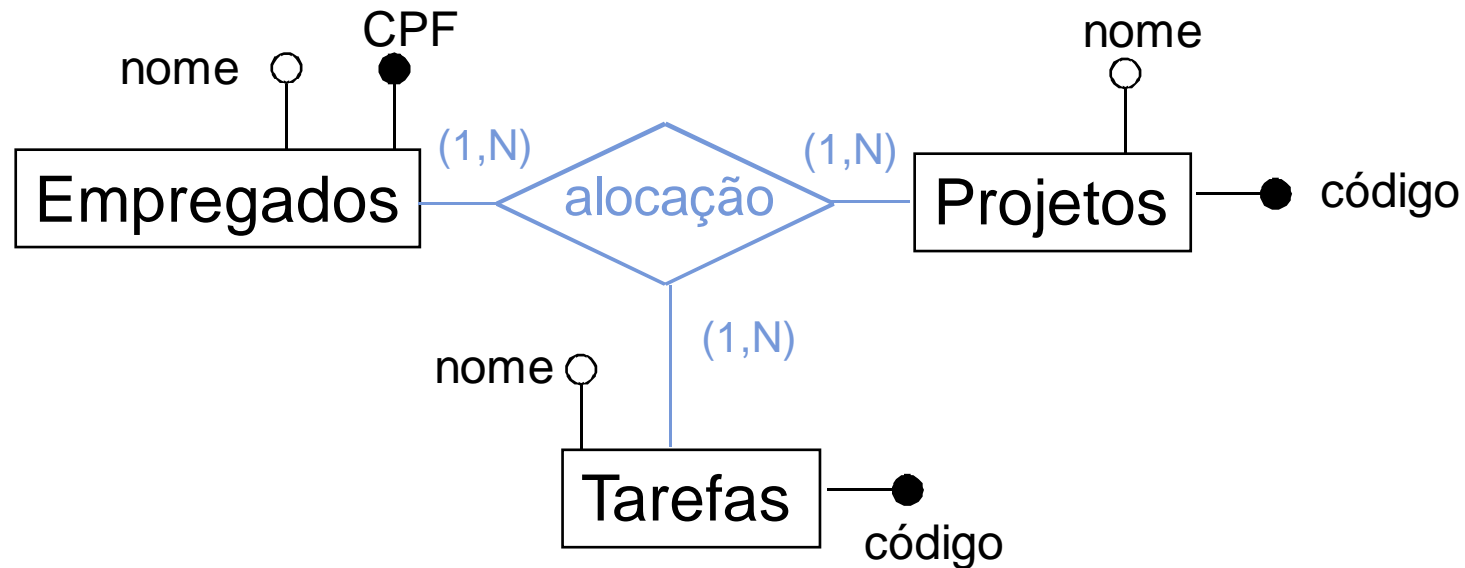 CPF
nome
nome
(1,N)
(1,N)
Empregados
alocação
Projetos
código
(1,N)
nome
Tarefas
código